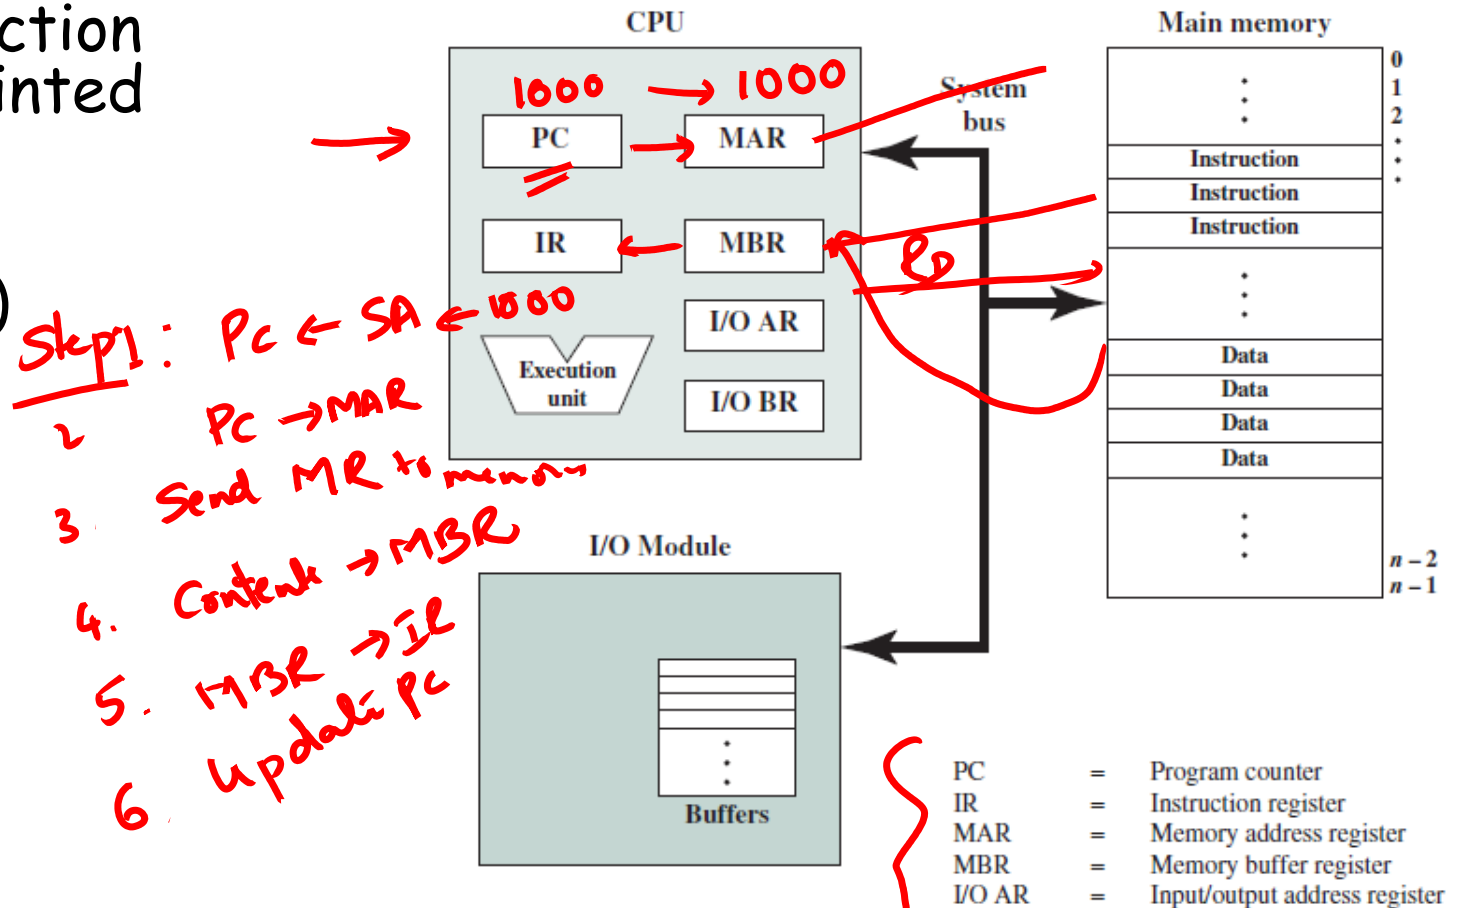 ction
inted
)
CPU
1000 → 1000
PC → MAR
IR ← MBR
I/O AR
I/O BR
Execution
unit
System
bus
RD
Main memory
0
1
2
Instruction
Instruction
Instruction
Data
Data
Data
Data
n – 2
n – 1
Step1: PC ← SA ← 1000
2 PC → MAR
3. Send MR to memory
4. Contents → MBR
5. MBR → IR
6. Update PC
I/O Module
Buffers
PC = Program counter
IR = Instruction register
MAR = Memory address register
MBR = Memory buffer register
I/O AR = Input/output address register